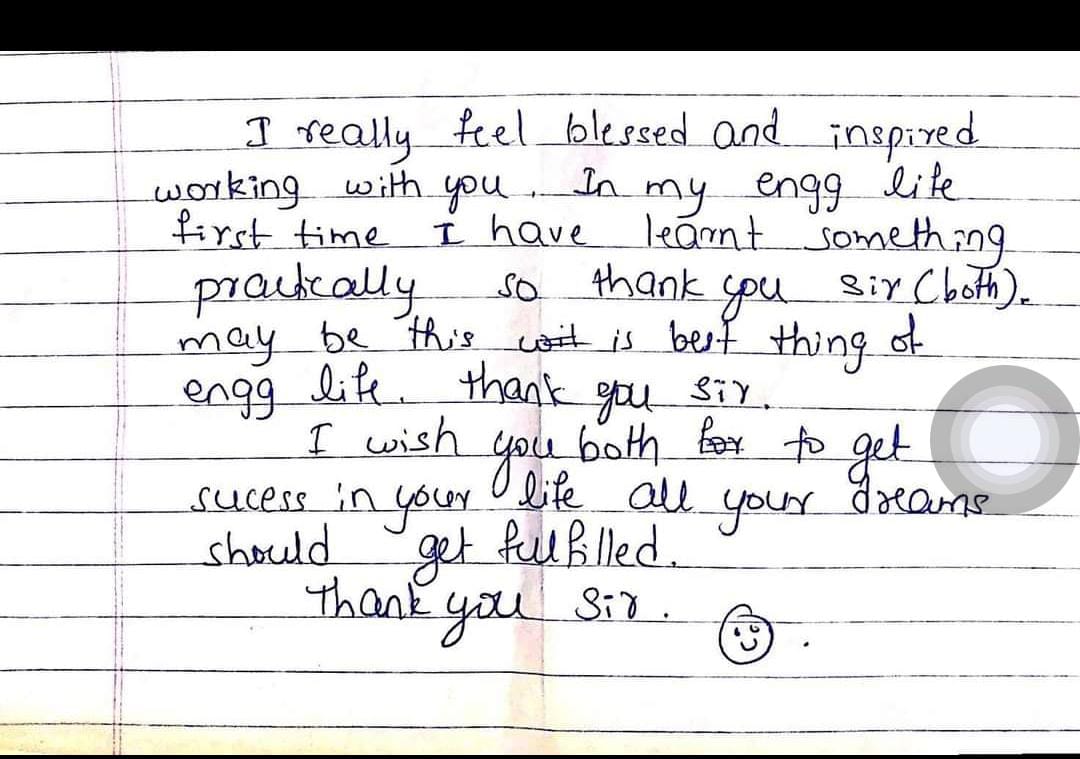 I really feel blessed and inspired
working with you. In my engg life
first time I have learnt something
practically so thank you sir (both).
may be this wait is best thing of
engg life. thank you sir.
I wish you both for to get
sucess in your life all your dreams
should get fullfilled.
Thank you sir.